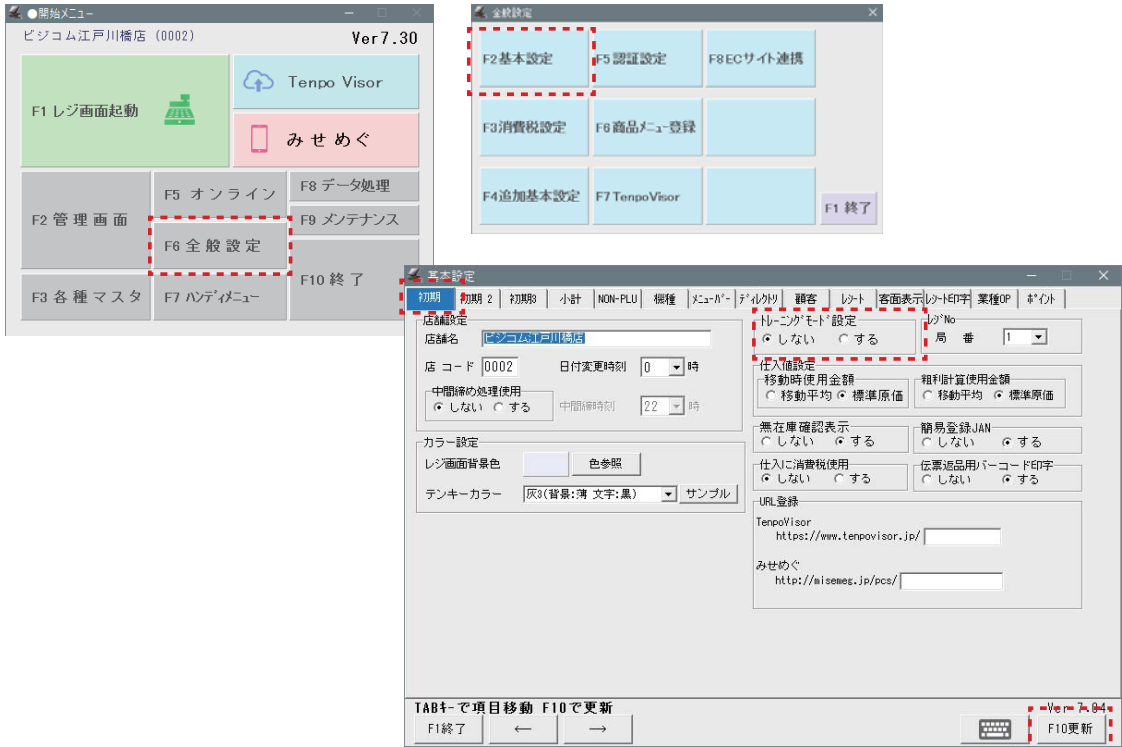 ●開始メニュー
ビジコム江戸川橋店 (0002)
Ver7.30
F1 レジ画面起動
Tenpo Visor
みせめぐ
F2 管理画面
F5 オンライン
F8 データ処理
F9 メンテナンス
F6 全般設定
F10 終了
F3 各種マスタ
F7 ハンディメニュー
全般設定
F2基本設定
F5認証設定
F8ECサイト連携
F3消費税設定
F6商品メニュー登録
F4追加基本設定
F7TenpoVisor
F1 終了
基本設定
初期
初期2
初期3
小計
NON-PLU
機種
メニューバー
ディレクトリ
顧客
レシート
客面表示
レシート印字
業種OP
ポイント
店舗設定
店舗名 ビジコム江戸川橋店
店コード 0002 日付変更時刻 0 時
中間締め処理使用
しない する 中間締時刻 22 時
カラー設定
レジ画面背景色 色参照
テンキーカラー 灰3(背景:薄 文字:黒) サンプル
トレーニングモード設定
しない する
レジNo
局番 1
仕入値設定
移動時使用金額
移動平均 標準原価
粗利計算使用金額
移動平均 標準原価
無在庫確認表示
しない する
簡易登録JAN
しない する
仕入に消費税使用
しない する
伝票返品用バーコード印字
しない する
URL登録
TenpoVisor
https://www.tenpovisor.jp/
みせめぐ
http://misemeg.jp/pcs/
TABキーで項目移動 F10で更新
Ver 7.04
F1終了
←
→
F10更新